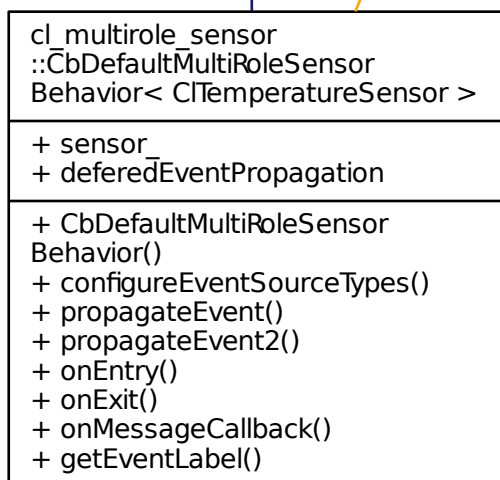 cl_multirole_sensor
::CbDefaultMultiRoleSensor
Behavior< ClTemperatureSensor >
+ sensor_
+ deferedEventPropagation
+ CbDefaultMultiRoleSensor
Behavior()
+ configureEventSourceTypes()
+ propagateEvent()
+ propagateEvent2()
+ onEntry()
+ onExit()
+ onMessageCallback()
+ getEventLabel()